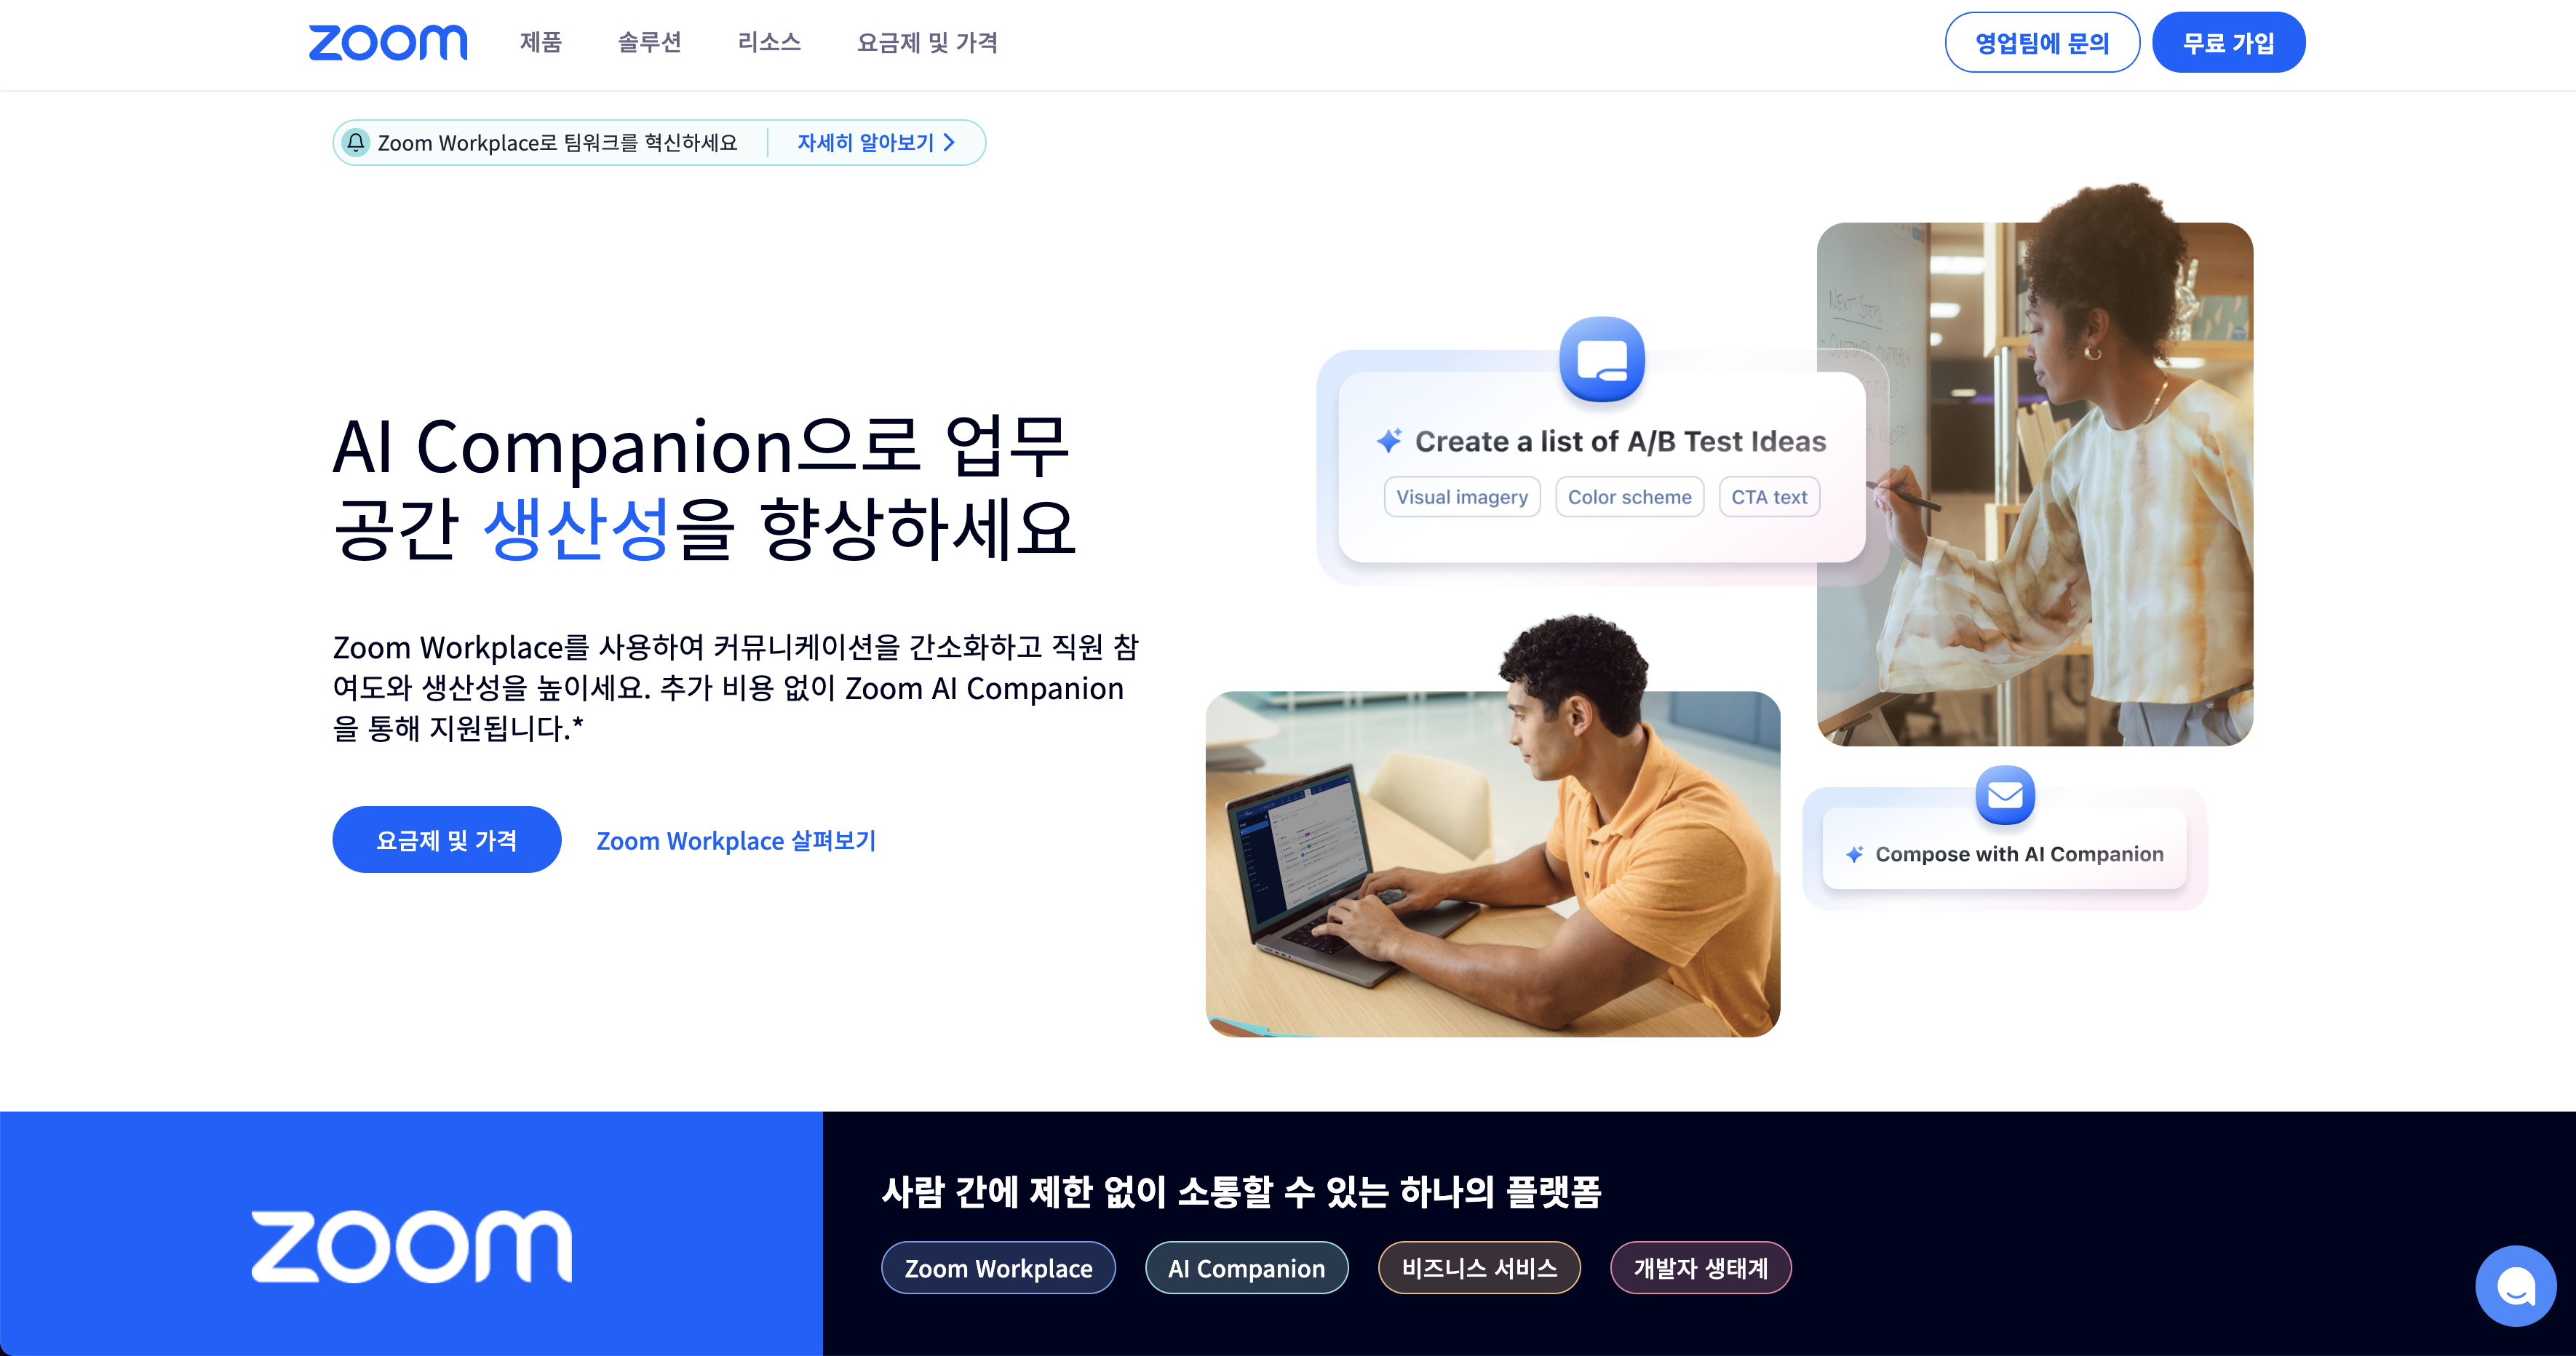 zoom
제품
솔루션
리소스
요금제 및 가격
영업팀에 문의
무료 가입
Zoom Workplace로 팀워크를 혁신하세요
자세히 알아보기
AI Companion으로 업무
공간 생산성을 향상하세요
Zoom Workplace를 사용하여 커뮤니케이션을 간소화하고 직원 참
여도와 생산성을 높이세요. 추가 비용 없이 Zoom AI Companion
을 통해 지원됩니다.*
요금제 및 가격
Zoom Workplace 살펴보기
NEXT STEPS
Create a list of A/B Test Ideas
Visual imagery
Color scheme
CTA text
Compose with AI Companion
zoom
사람 간에 제한 없이 소통할 수 있는 하나의 플랫폼
Zoom Workplace
AI Companion
비즈니스 서비스
개발자 생태계